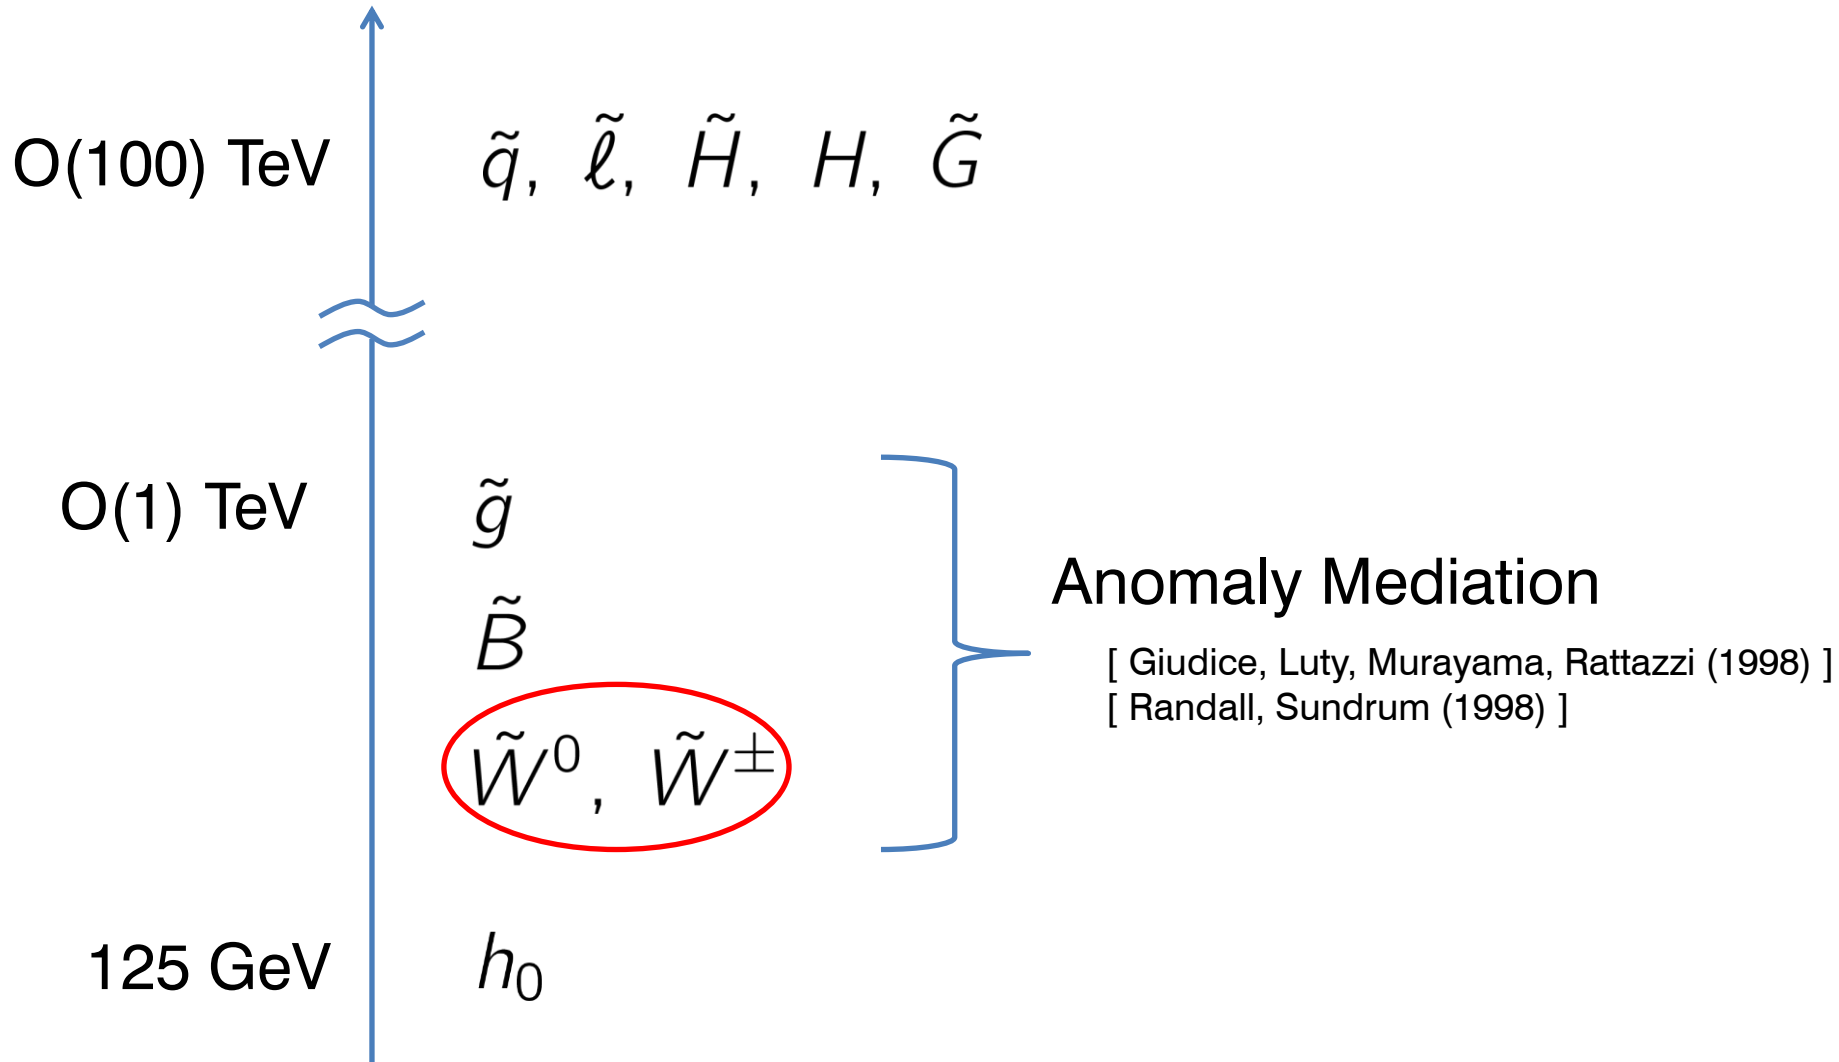 O(100) TeV q̃, ℓ̃, H̃, H, G̃
O(1) TeV g̃
B̃
W̃⁰, W̃±
Anomaly Mediation
[ Giudice, Luty, Murayama, Rattazzi (1998) ]
[ Randall, Sundrum (1998) ]
125 GeV h₀